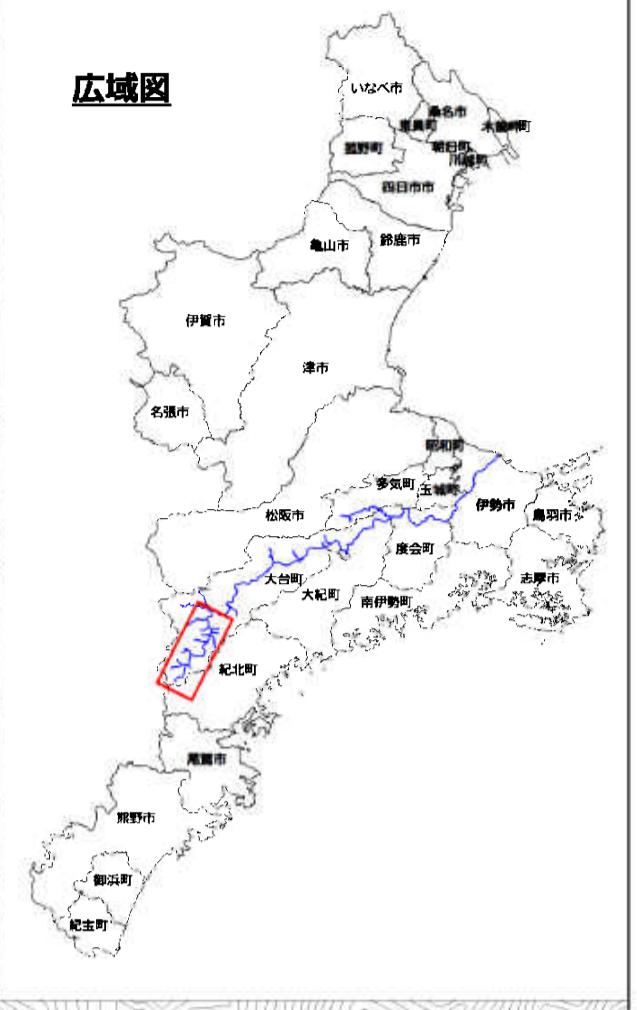 広域図
いなべ市
桑名市
東員町
木曽岬町
菰野町
朝日町
川越町
四日市市
亀山市
鈴鹿市
伊賀市
津市
名張市
明和町
多気町
玉城町
松阪市
伊勢市
鳥羽市
度会町
大台町
志摩市
大紀町
南伊勢町
紀北町
尾鷲市
熊野市
御浜町
紀宝町